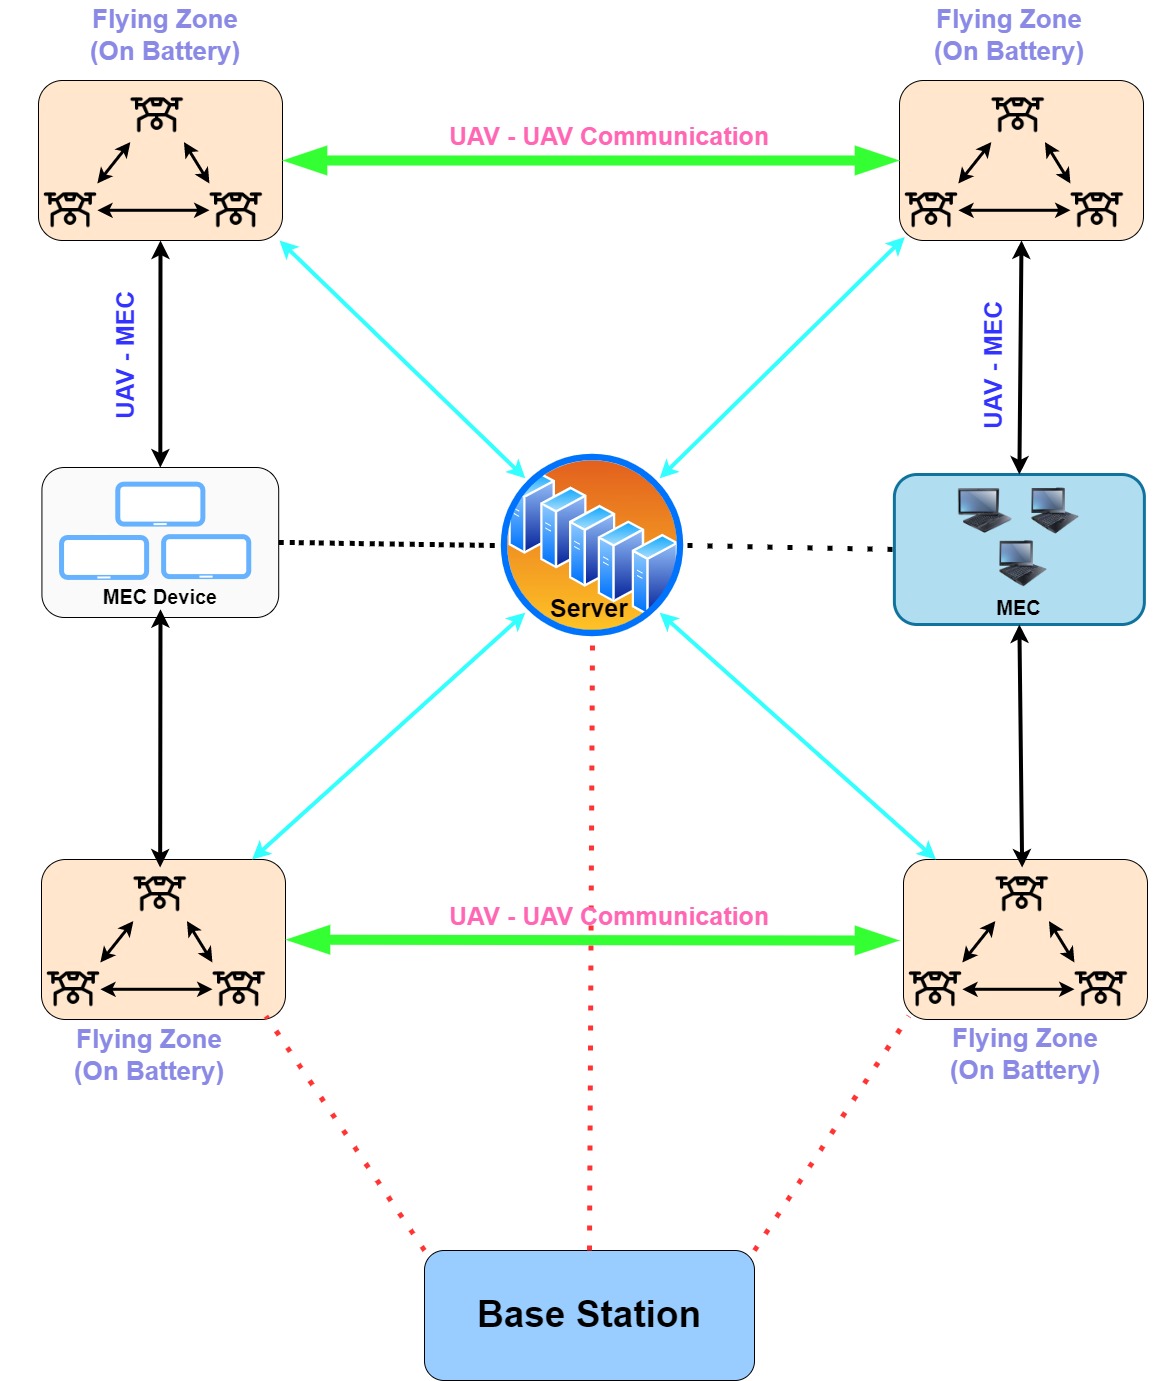 Flying Zone
(On Battery)
Flying Zone
(On Battery)
UAV - UAV Communication
UAV - MEC
UAV - MEC
MEC Device
Server
MEC
UAV - UAV Communication
Flying Zone
(On Battery)
Flying Zone
(On Battery)
Base Station